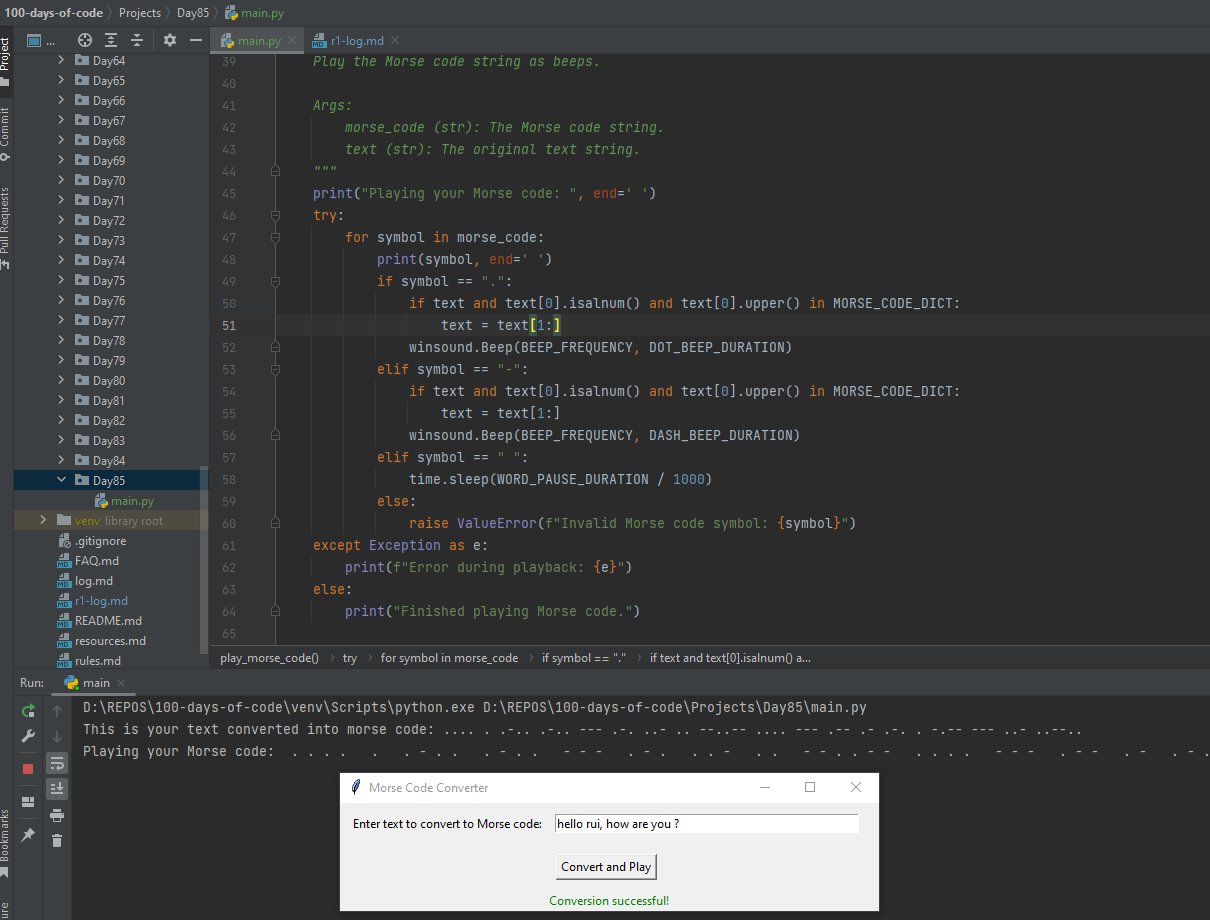 100-days-of-code Projects Day85 main.py
Project ... main.py r1-log.md
Commit
Pull Requests
Bookmarks
Day64
Day65
Day66
Day67
Day68
Day69
Day70
Day71
Day72
Day73
Day74
Day75
Day76
Day77
Day78
Day79
Day80
Day81
Day82
Day83
Day84
Day85
main.py
venv library root
.gitignore
FAQ.md
log.md
r1-log.md
README.md
resources.md
rules.md
39 Play the Morse code string as beeps.
40
41 Args:
42 morse_code (str): The Morse code string.
43 text (str): The original text string.
44 """
45 print("Playing your Morse code: ", end=' ')
46 try:
47 for symbol in morse_code:
48 print(symbol, end=' ')
49 if symbol == ".":
50 if text and text[0].isalnum() and text[0].upper() in MORSE_CODE_DICT:
51 text = text[1:]
52 winsound.Beep(BEEP_FREQUENCY, DOT_BEEP_DURATION)
53 elif symbol == "-":
54 if text and text[0].isalnum() and text[0].upper() in MORSE_CODE_DICT:
55 text = text[1:]
56 winsound.Beep(BEEP_FREQUENCY, DASH_BEEP_DURATION)
57 elif symbol == " ":
58 time.sleep(WORD_PAUSE_DURATION / 1000)
59 else:
60 raise ValueError(f"Invalid Morse code symbol: {symbol}")
61 except Exception as e:
62 print(f"Error during playback: {e}")
63 else:
64 print("Finished playing Morse code.")
65
play_morse_code() try for symbol in morse_code if symbol == "." if text and text[0].isalnum() a...
Run: main
D:\REPOS\100-days-of-code\venv\Scripts\python.exe D:\REPOS\100-days-of-code\Projects\Day85\main.py
This is your text converted into morse code: .... . .-.. .-.. --- .-. ..- .. --..-- .... --- .-- .- .-. . -.-- --- ..- ..--..
Playing your Morse code:
Morse Code Converter
Enter text to convert to Morse code: hello rui, how are you ?
Convert and Play
Conversion successful!